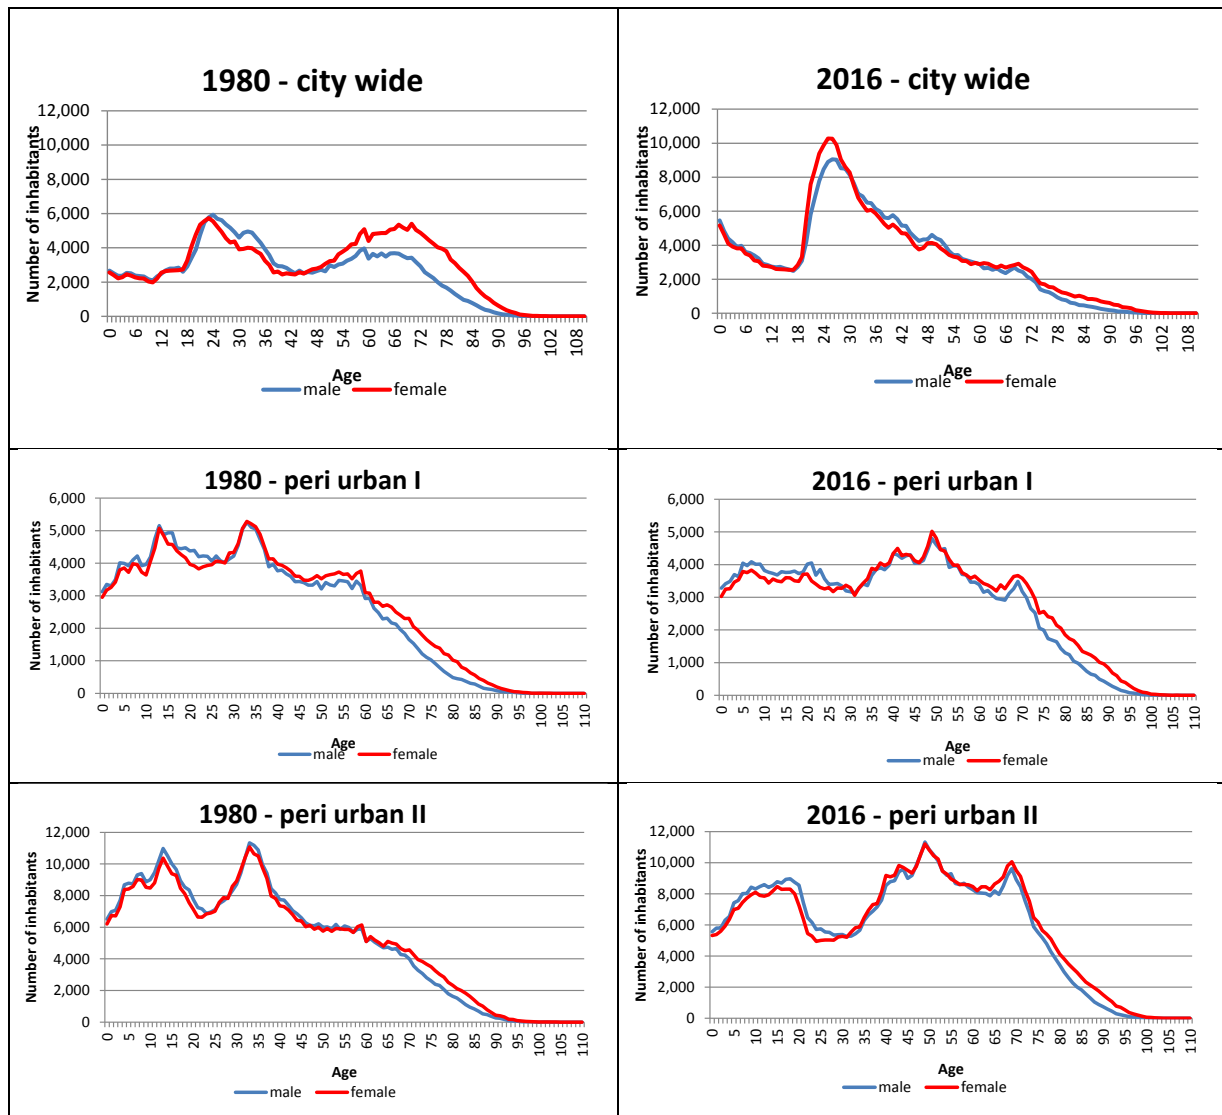 1980 - city wide
12,000
10,000
8,000
6,000
4,000
2,000
0
Number of inhabitants
0 6 12 18 24 30 36 42 48 54 60 66 72 78 84 90 96 102 108
Age
male female
2016 - city wide
12,000
10,000
8,000
6,000
4,000
2,000
0
Number of inhabitants
0 6 12 18 24 30 36 42 48 54 60 66 72 78 84 90 96 102 108
Age
male female
1980 - peri urban I
6,000
5,000
4,000
3,000
2,000
1,000
0
Number of inhabitants
0 5 10 15 20 25 30 35 40 45 50 55 60 65 70 75 80 85 90 95 100 105 110
Age
male female
2016 - peri urban I
6,000
5,000
4,000
3,000
2,000
1,000
0
Number of inhabitants
0 5 10 15 20 25 30 35 40 45 50 55 60 65 70 75 80 85 90 95 100 105 110
Age
male female
1980 - peri urban II
12,000
10,000
8,000
6,000
4,000
2,000
0
Number of inhabitants
0 5 10 15 20 25 30 35 40 45 50 55 60 65 70 75 80 85 90 95 100 105 110
Age
male female
2016 - peri urban II
12,000
10,000
8,000
6,000
4,000
2,000
0
Number of inhabitants
0 5 10 15 20 25 30 35 40 45 50 55 60 65 70 75 80 85 90 95 100 105 110
Age
male female